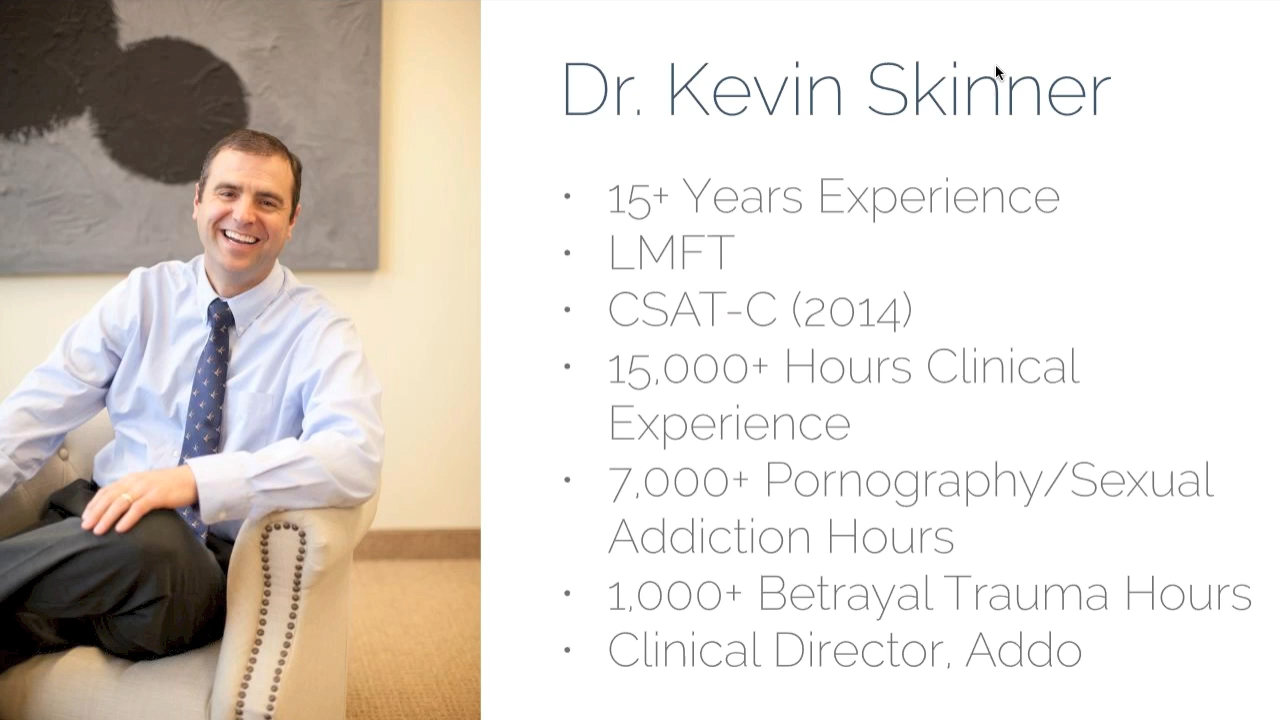 Dr. Kevin Skinner
• 15+ Years Experience
• LMFT
• CSAT-C (2014)
• 15,000+ Hours Clinical
Experience
• 7,000+ Pornography/Sexual
Addiction Hours
• 1,000+ Betrayal Trauma Hours
• Clinical Director, Addo